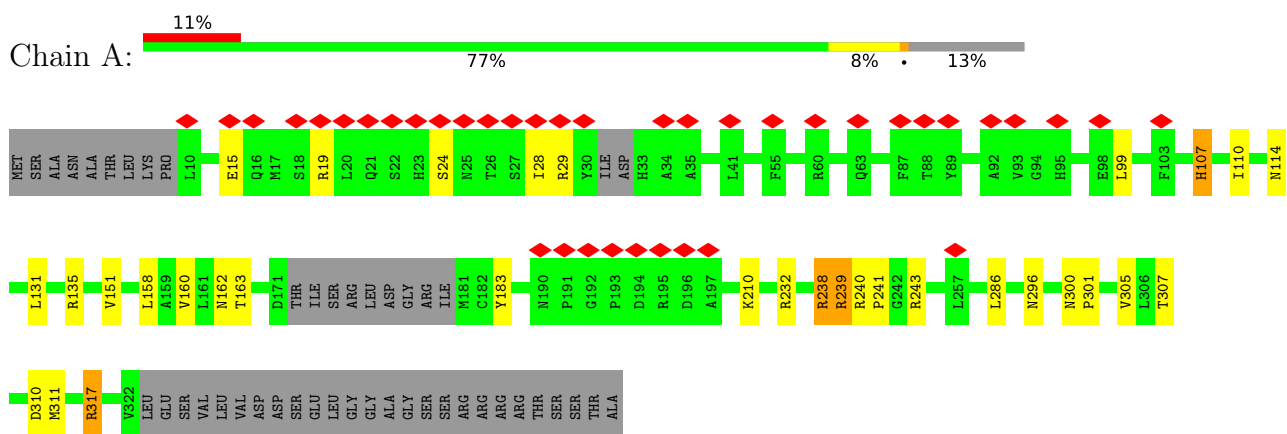 11%
Chain A:
77% 8% • 13%
MET SER ALA ASN ALA THR LEU LYS PRO L10 E15 Q16 M17 S18 R19 L20 Q21 S22 H23 S24 N25 T26 S27 I28 R29 Y30 ILE ASP H33 A34 A35 L41 F55 R60 Q63 F87 T88 Y89 A92 V93 G94 H95 E98 L99 F103 H107 I110 N114
L131 R135 V151 L158 A159 V160 L161 N162 T163 D171 THR ILE SER ARG LEU ASP GLY ARG ILE M181 C182 Y183 N190 P191 G192 P193 D194 R195 D196 A197 K210 R232 R238 R239 R240 P241 G242 R243 L257 L286 N296 N300 P301 V305 L306 T307
D310 M311 R317 V322 LEU GLU SER VAL LEU VAL ASP ASP SER GLU LEU GLY GLY ALA GLY SER SER ARG ARG ARG ARG THR SER SER THR ALA